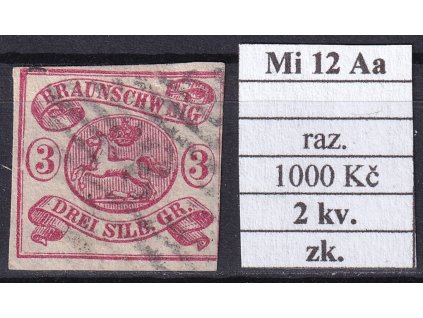 BRAUNSCHWEIG
3 3
DREI SILB. GR.
Mi 12 Aa
raz.
1000 Kč
2 kv.
zk.